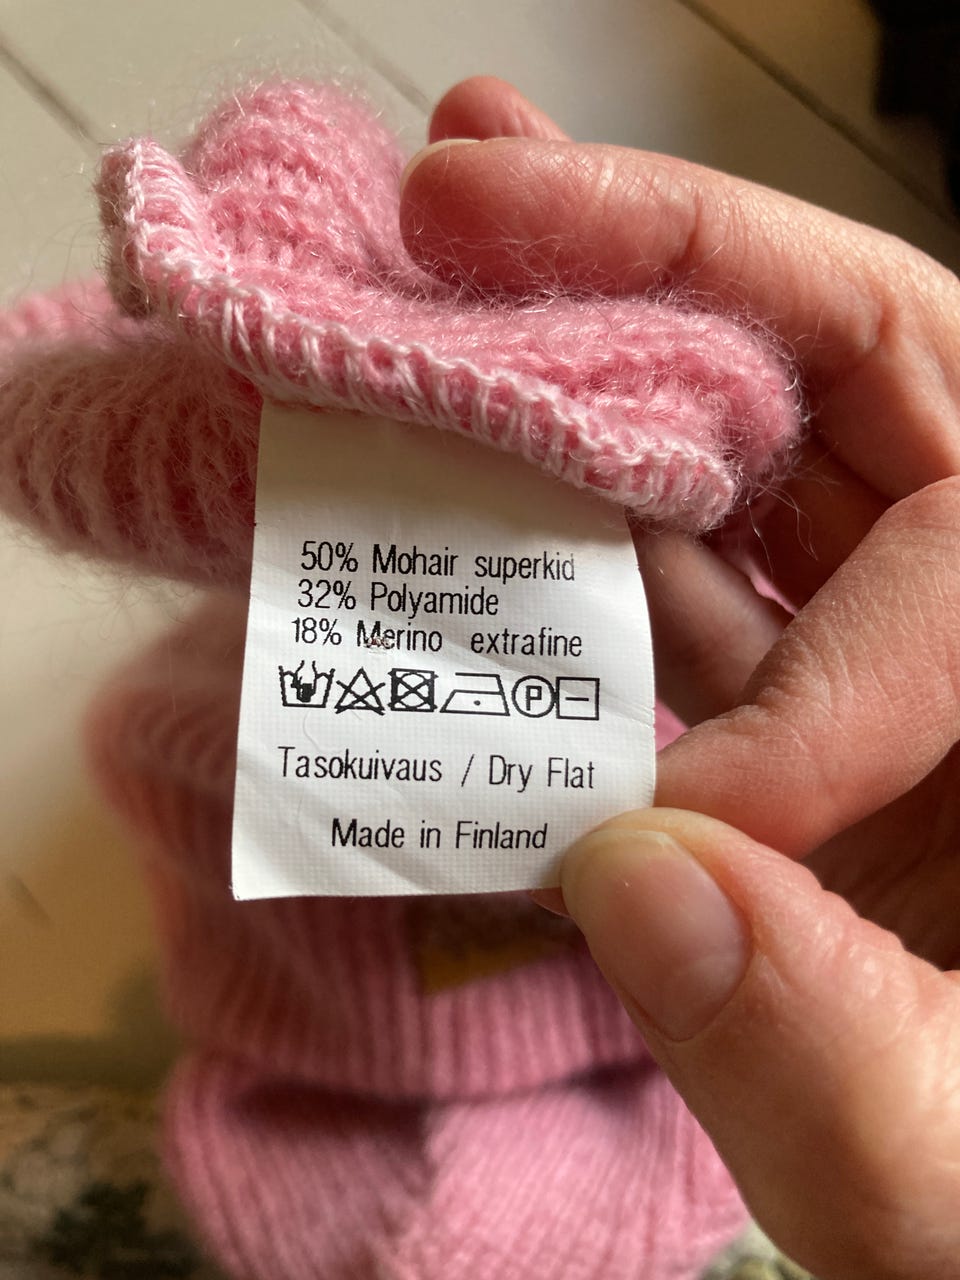 50% Mohair superkid
32% Polyamide
18% Merino extrafine
P
Tasokuivaus / Dry Flat
Made in Finland